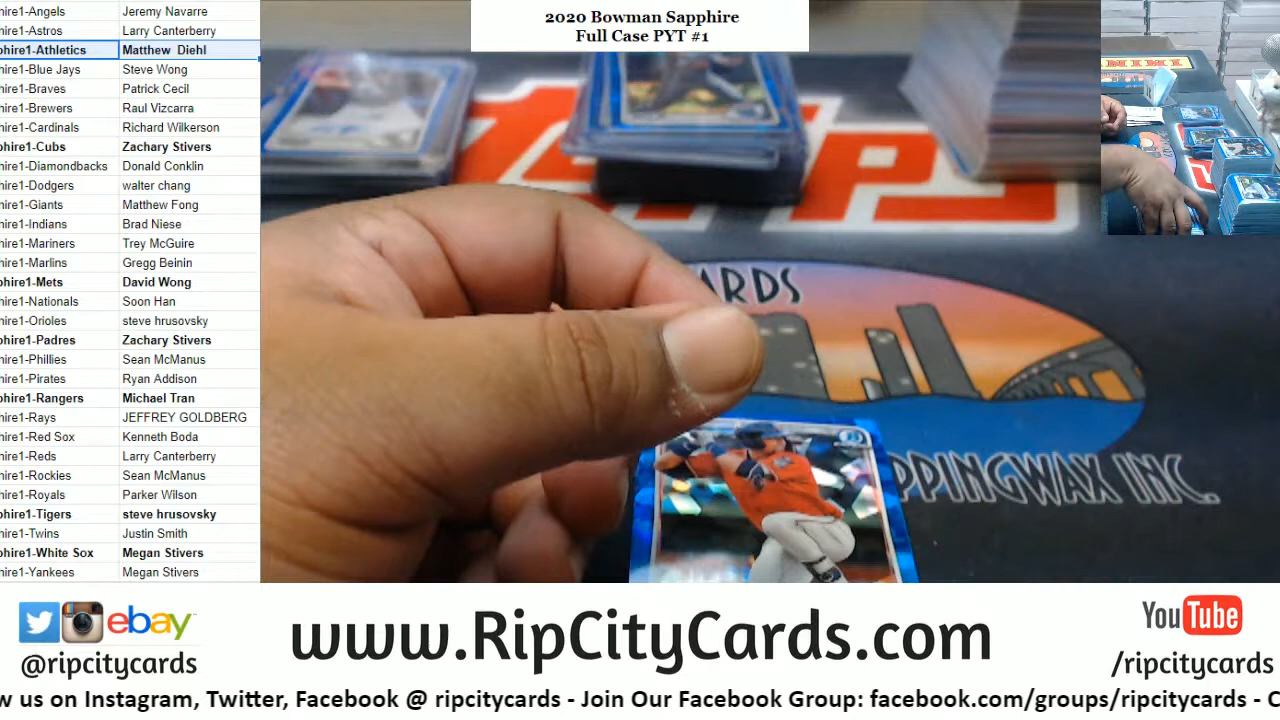 2020 Bowman Sapphire
Full Case PYT #1
hire1-Angels Jeremy Navarre
hire1-Astros Larry Canterberry
phire1-Athletics Matthew Diehl
hire1-Blue Jays Steve Wong
hire1-Braves Patrick Cecil
hire1-Brewers Raul Vizcarra
hire1-Cardinals Richard Wilkerson
phire1-Cubs Zachary Stivers
hire1-Diamondbacks Donald Conklin
hire1-Dodgers walter chang
hire1-Giants Matthew Fong
hire1-Indians Brad Niese
hire1-Mariners Trey McGuire
hire1-Marlins Gregg Beinin
phire1-Mets David Wong
hire1-Nationals Soon Han
hire1-Orioles steve hrusovsky
phire1-Padres Zachary Stivers
hire1-Phillies Sean McManus
hire1-Pirates Ryan Addison
phire1-Rangers Michael Tran
hire1-Rays JEFFREY GOLDBERG
hire1-Red Sox Kenneth Boda
hire1-Reds Larry Canterberry
hire1-Rockies Sean McManus
hire1-Royals Parker Wilson
phire1-Tigers steve hrusovsky
hire1-Twins Justin Smith
phire1-White Sox Megan Stivers
hire1-Yankees Megan Stivers
ARDS
PPINGWAX INC.
PANINI
ebay
@ripcitycards
www.RipCityCards.com
YouTube
/ripcitycards
w us on Instagram, Twitter, Facebook @ ripcitycards - Join Our Facebook Group: facebook.com/groups/ripcitycards - C